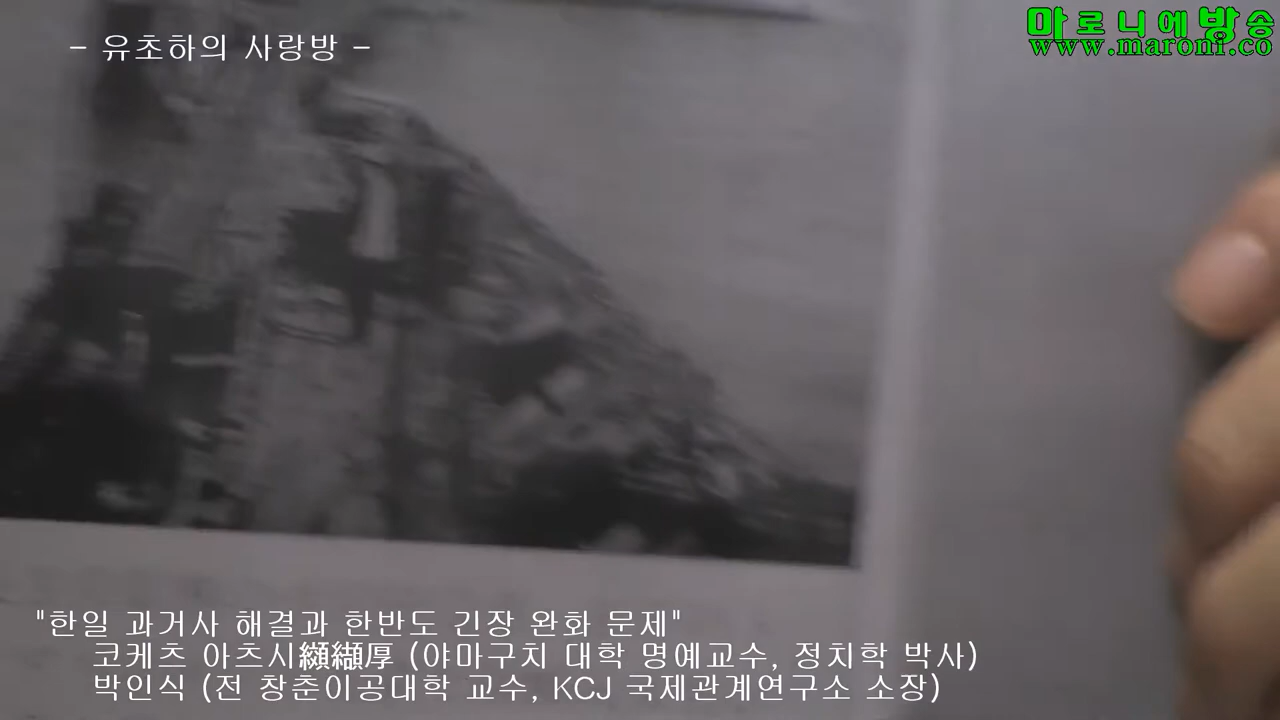 - 유초하의 사랑방 -
마로니에방송
www.maroni.co
"한일 과거사 해결과 한반도 긴장 완화 문제"
코케츠 아츠시纐纈厚 (야마구치 대학 명예교수, 정치학 박사)
박인식 (전 창춘이공대학 교수, KCJ 국제관계연구소 소장)